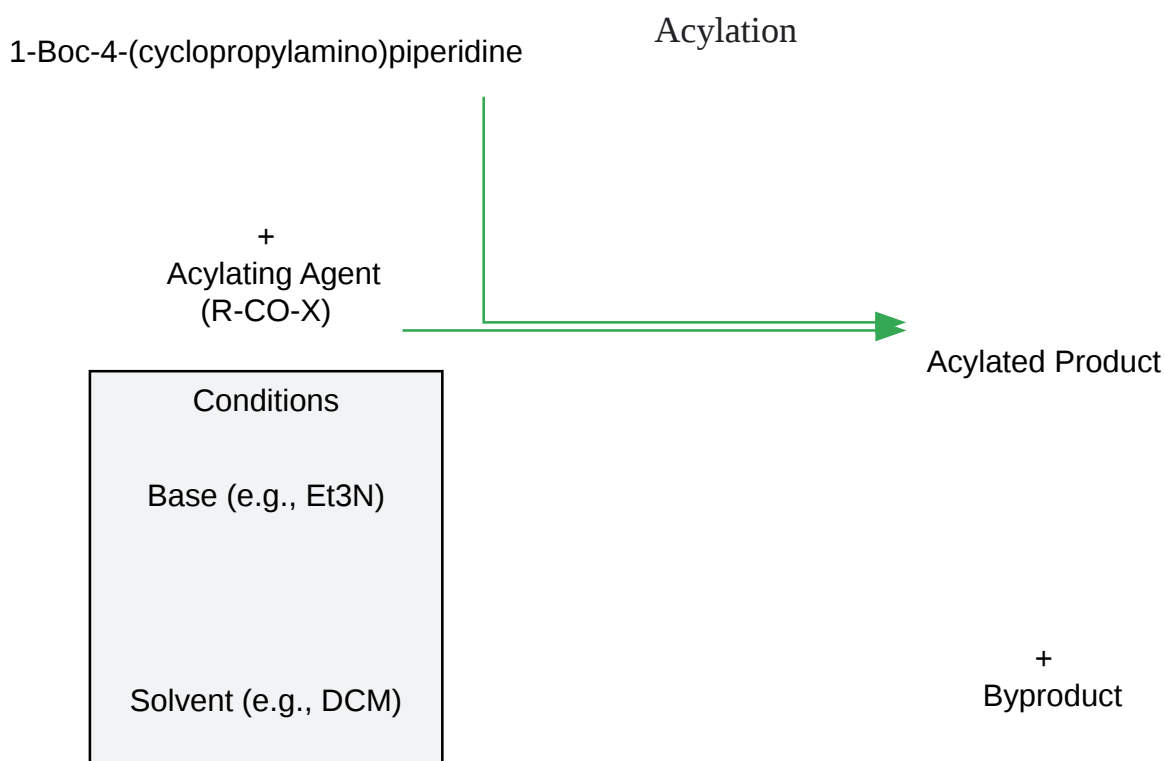 Acylation
1-Boc-4-(cyclopropylamino)piperidine
+
Acylating Agent
(R-CO-X)
Acylated Product
Conditions
Base (e.g., Et3N)
Solvent (e.g., DCM)
+
Byproduct